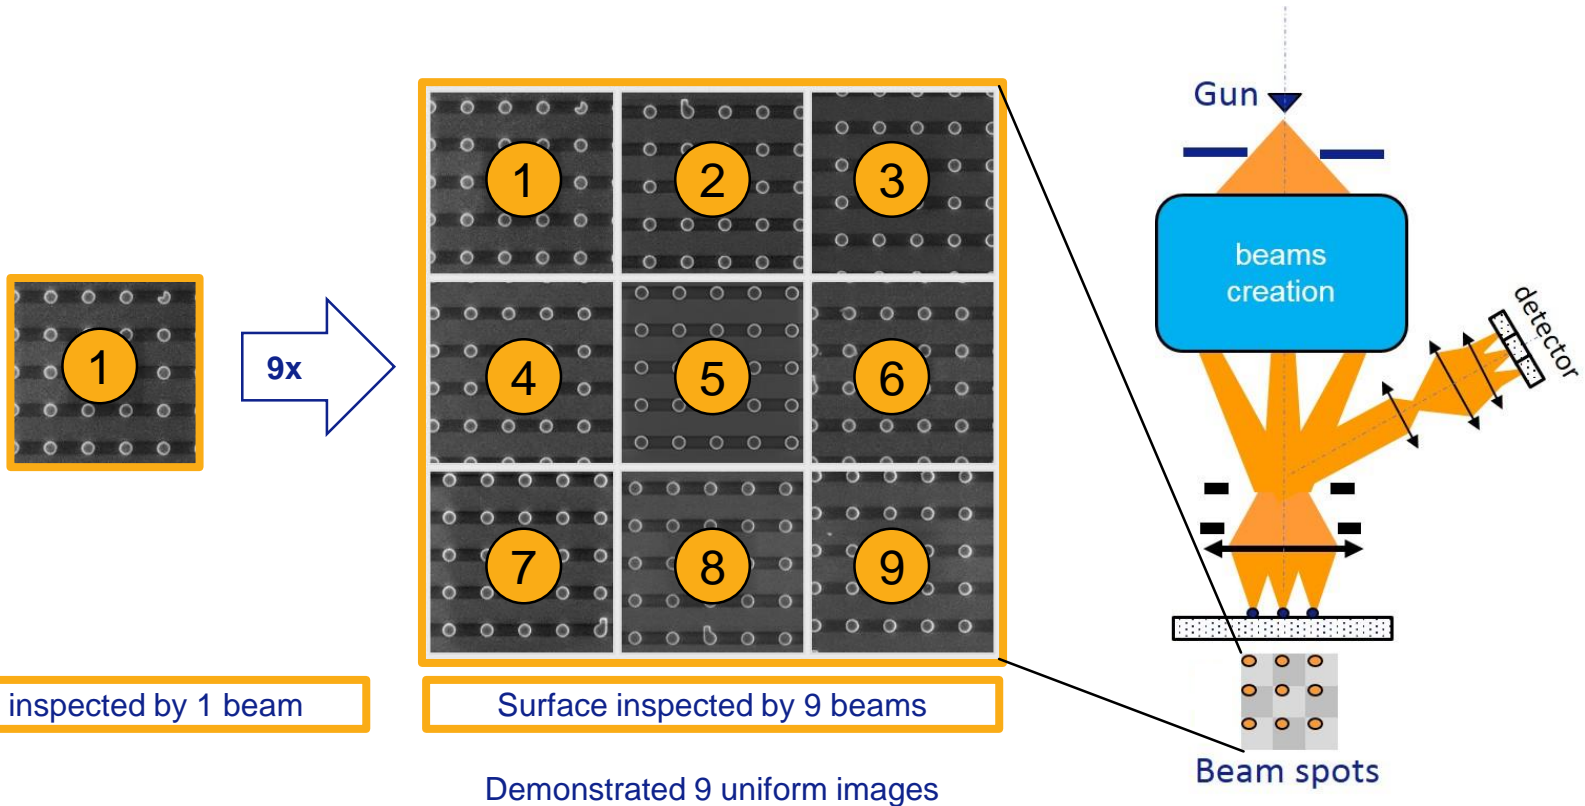 Gun
beams
creation
detector
1
9x
1
2
3
4
5
6
7
8
9
inspected by 1 beam
Surface inspected by 9 beams
Demonstrated 9 uniform images
Beam spots